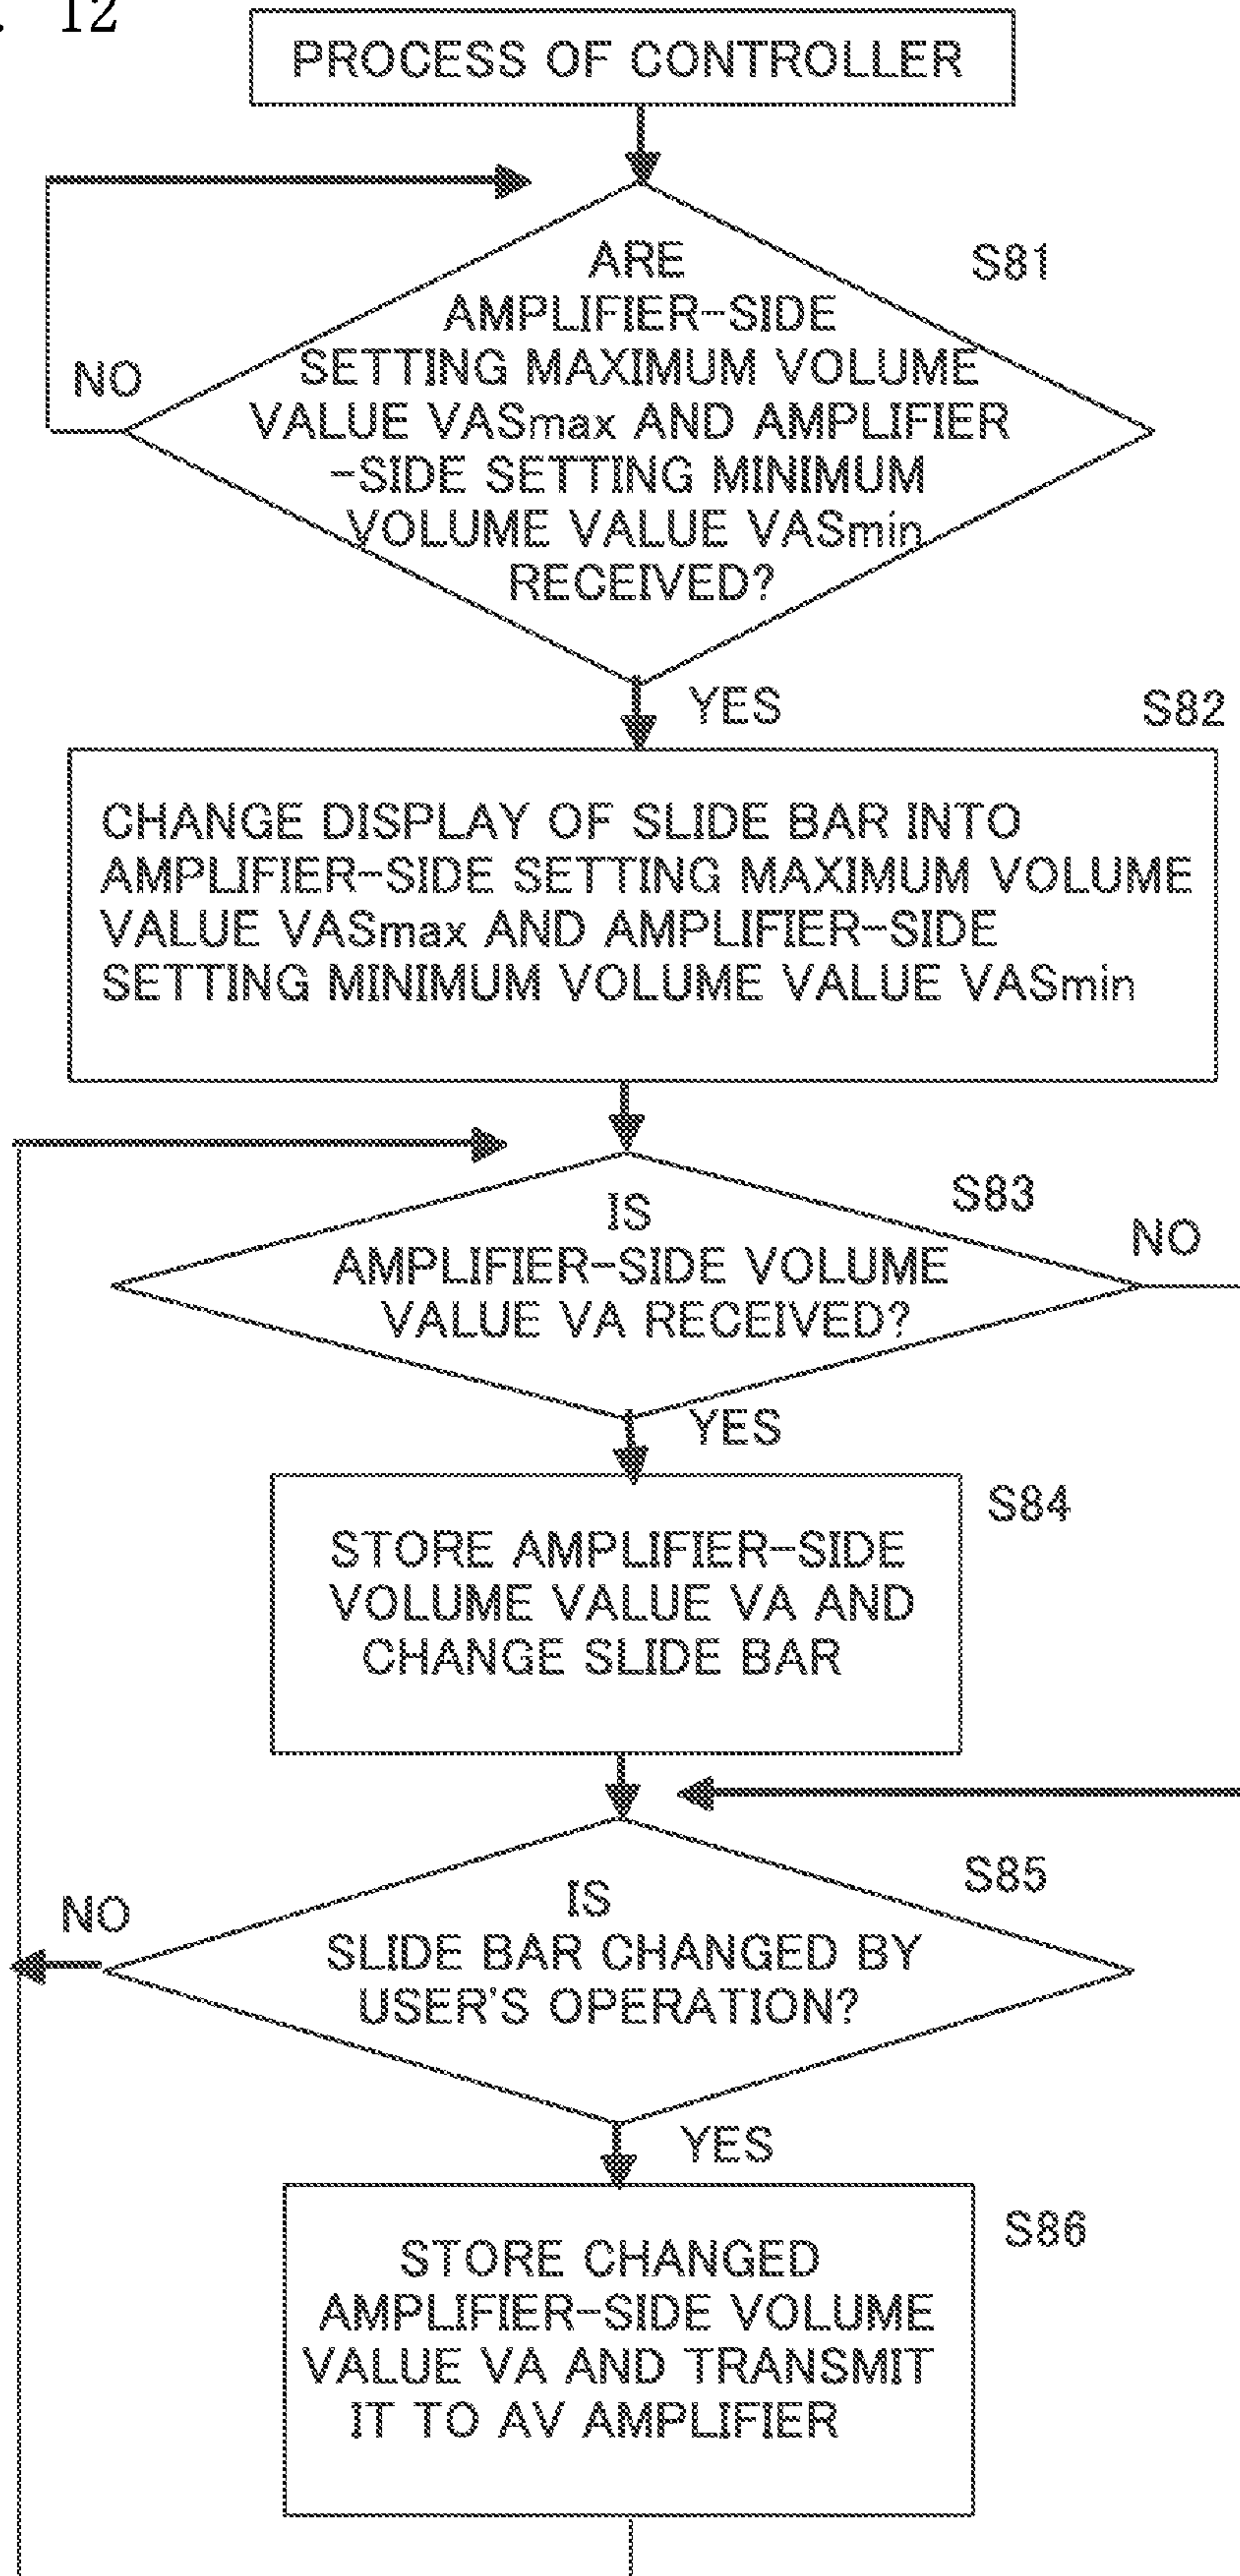 . 12
PROCESS OF CONTROLLER
S81
ARE
AMPLIFIER-SIDE
SETTING MAXIMUM VOLUME
VALUE VASmax AND AMPLIFIER
-SIDE SETTING MINIMUM
VOLUME VALUE VASmin
RECEIVED?
NO
YES
S82
CHANGE DISPLAY OF SLIDE BAR INTO
AMPLIFIER-SIDE SETTING MAXIMUM VOLUME
VALUE VASmax AND AMPLIFIER-SIDE
SETTING MINIMUM VOLUME VALUE VASmin
S83
IS
AMPLIFIER-SIDE VOLUME
VALUE VA RECEIVED?
NO
YES
S84
STORE AMPLIFIER-SIDE
VOLUME VALUE VA AND
CHANGE SLIDE BAR
S85
IS
SLIDE BAR CHANGED BY
USER'S OPERATION?
NO
YES
S86
STORE CHANGED
AMPLIFIER-SIDE VOLUME
VALUE VA AND TRANSMIT
IT TO AV AMPLIFIER